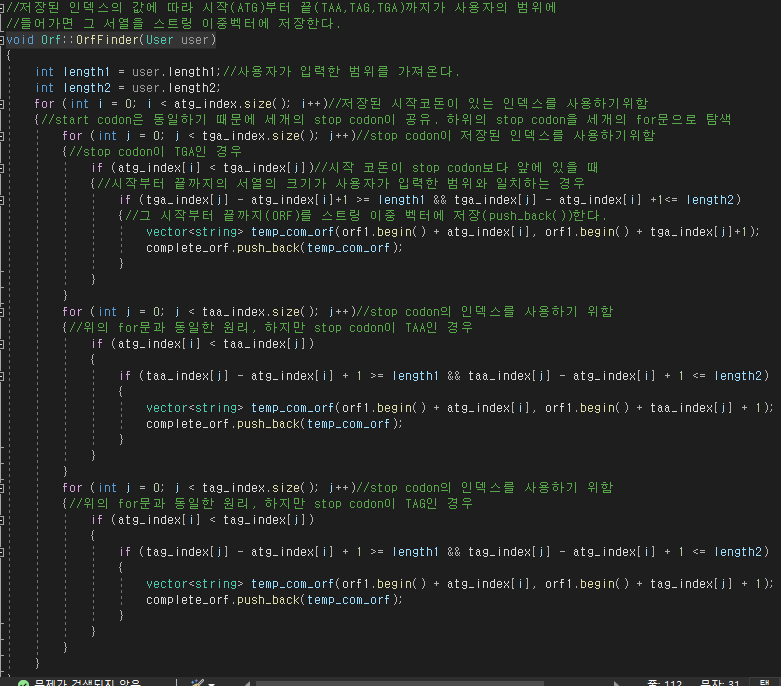 //저장된 인덱스의 값에 따라 시작(ATG)부터 끝(TAA,TAG,TGA)까지가 사용자의 범위에
//들어가면 그 서열을 스트링 이중벡터에 저장한다.
void Orf::OrfFinder(User user)
{
int length1 = user.length1;//사용자가 입력한 범위를 가져온다.
int length2 = user.length2;
for (int i = 0; i < atg_index.size(); i++)//저장된 시작코돈이 있는 인덱스를 사용하기위함
{//start codon은 동일하기 때문에 세개의 stop codon이 공유. 하위의 stop codon을 세개의 for문으로 탐색
for (int j = 0; j < tga_index.size(); j++)//stop codon이 저장된 인덱스를 사용하기위함
{//stop codon이 TGA인 경우
if (atg_index[i] < tga_index[j])//시작 코돈이 stop codon보다 앞에 있을 때
{//시작부터 끝까지의 서열의 크기가 사용자가 입력한 범위와 일치하는 경우
if (tga_index[j] - atg_index[i]+1 >= length1 && tga_index[j] - atg_index[i] +1<= length2)
{//그 시작부터 끝까지(ORF)를 스트링 이중 벡터에 저장(push_back())한다.
vector<string> temp_com_orf(orf1.begin() + atg_index[i], orf1.begin() + tga_index[j]+1);
complete_orf.push_back(temp_com_orf);
}
}
}
for (int j = 0; j < taa_index.size(); j++)//stop codon의 인덱스를 사용하기 위함
{//위의 for문과 동일한 원리, 하지만 stop codon이 TAA인 경우
if (atg_index[i] < taa_index[j])
{
if (taa_index[j] - atg_index[i] + 1 >= length1 && taa_index[j] - atg_index[i] + 1 <= length2)
{
vector<string> temp_com_orf(orf1.begin() + atg_index[i], orf1.begin() + taa_index[j] + 1);
complete_orf.push_back(temp_com_orf);
}
}
}
for (int j = 0; j < tag_index.size(); j++)//stop codon의 인덱스를 사용하기 위함
{//위의 for문과 동일한 원리, 하지만 stop codon이 TAG인 경우
if (atg_index[i] < tag_index[j])
{
if (tag_index[j] - atg_index[i] + 1 >= length1 && tag_index[j] - atg_index[i] + 1 <= length2)
{
vector<string> temp_com_orf(orf1.begin() + atg_index[i], orf1.begin() + tag_index[j] + 1);
complete_orf.push_back(temp_com_orf);
}
}
}
}
문제가 검색되지 않음 줄: 112 문자: 31 탭